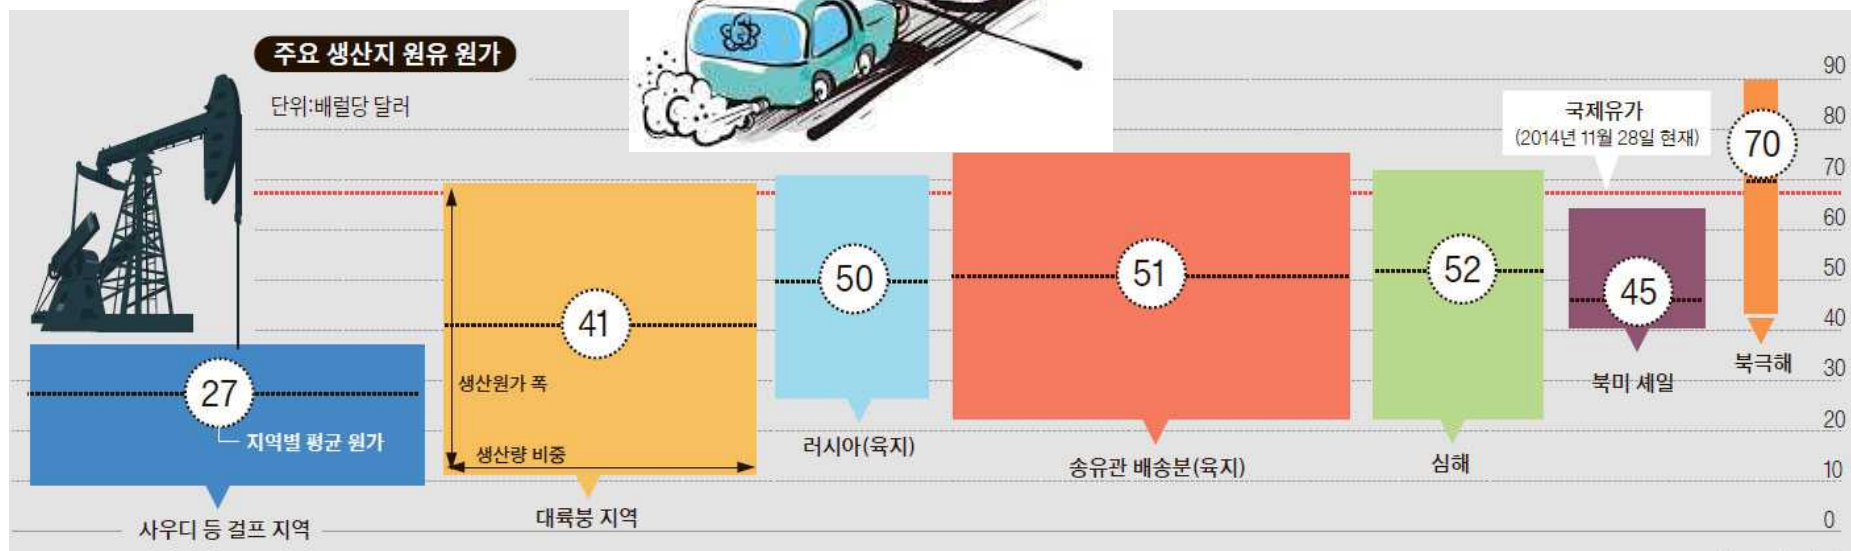 주요 생산지 원유 원가
단위:배럴당 달러
90
80
70
60
50
40
30
20
10
0
국제유가
(2014년 11월 28일 현재)
27
지역별 평균 원가
사우디 등 걸프 지역
41
생산원가 폭
생산량 비중
대륙붕 지역
50
러시아(육지)
51
송유관 배송분(육지)
52
심해
45
북미 셰일
70
북극해